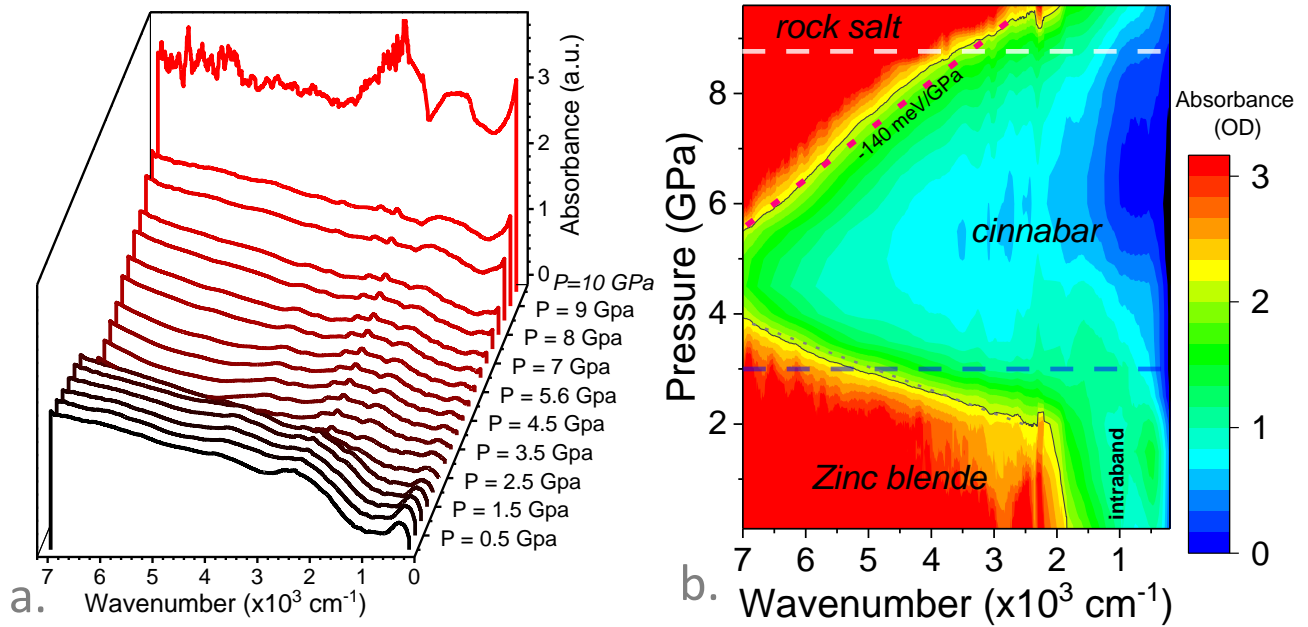 3
2
1
0
Absorbance (a.u.)
P=10 GPa
P = 9 Gpa
P = 8 Gpa
P = 7 Gpa
P = 5.6 Gpa
P = 4.5 Gpa
P = 3.5 Gpa
P = 2.5 Gpa
P = 1.5 Gpa
P = 0.5 Gpa
7 6 5 4 3 2 1 0
Wavenumber (x10³ cm⁻¹)
a.
rock salt
-140 meV/GPa
cinnabar
Zinc blende
intraband
8
6
4
2
Pressure (GPa)
7 6 5 4 3 2 1
Wavenumber (x10³ cm⁻¹)
b.
Absorbance
(OD)
3
2
1
0